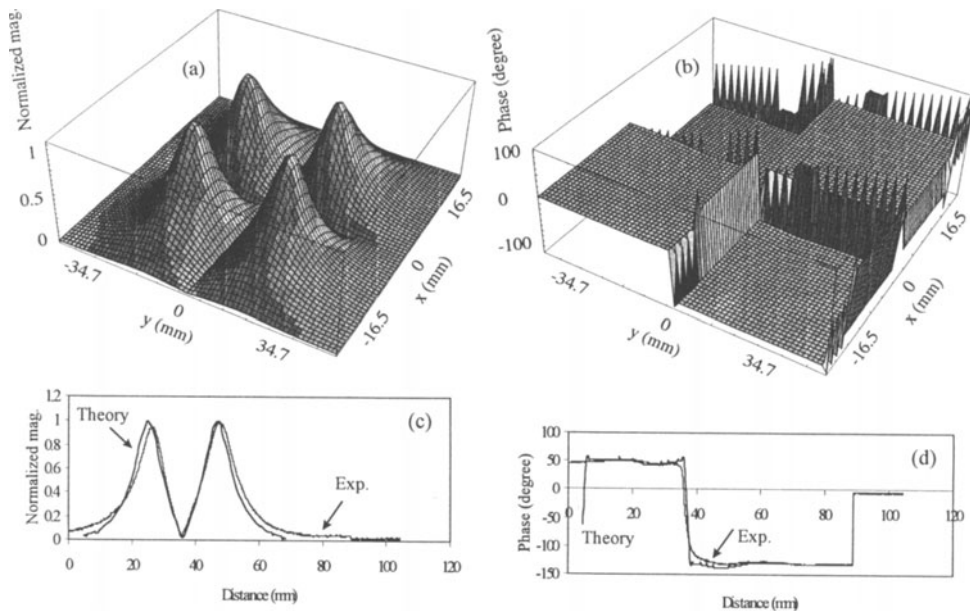 (a)
Normalized mag.
1
0.5
0
-34.7
0
34.7
y (mm)
-16.5
0
16.5
x (mm)
(b)
Phase (degree)
100
0
-100
-34.7
0
34.7
y (mm)
-16.5
0
16.5
x (mm)
(c)
Normalized mag.
1.2
1
0.8
0.6
0.4
0.2
0
Theory
Exp.
0 20 40 60 80 100 120
Distance (mm)
(d)
Phase (degree)
100
50
0
-50
-100
-150
0 20 40 60 80 100 120
Theory
Exp.
Distance (mm)